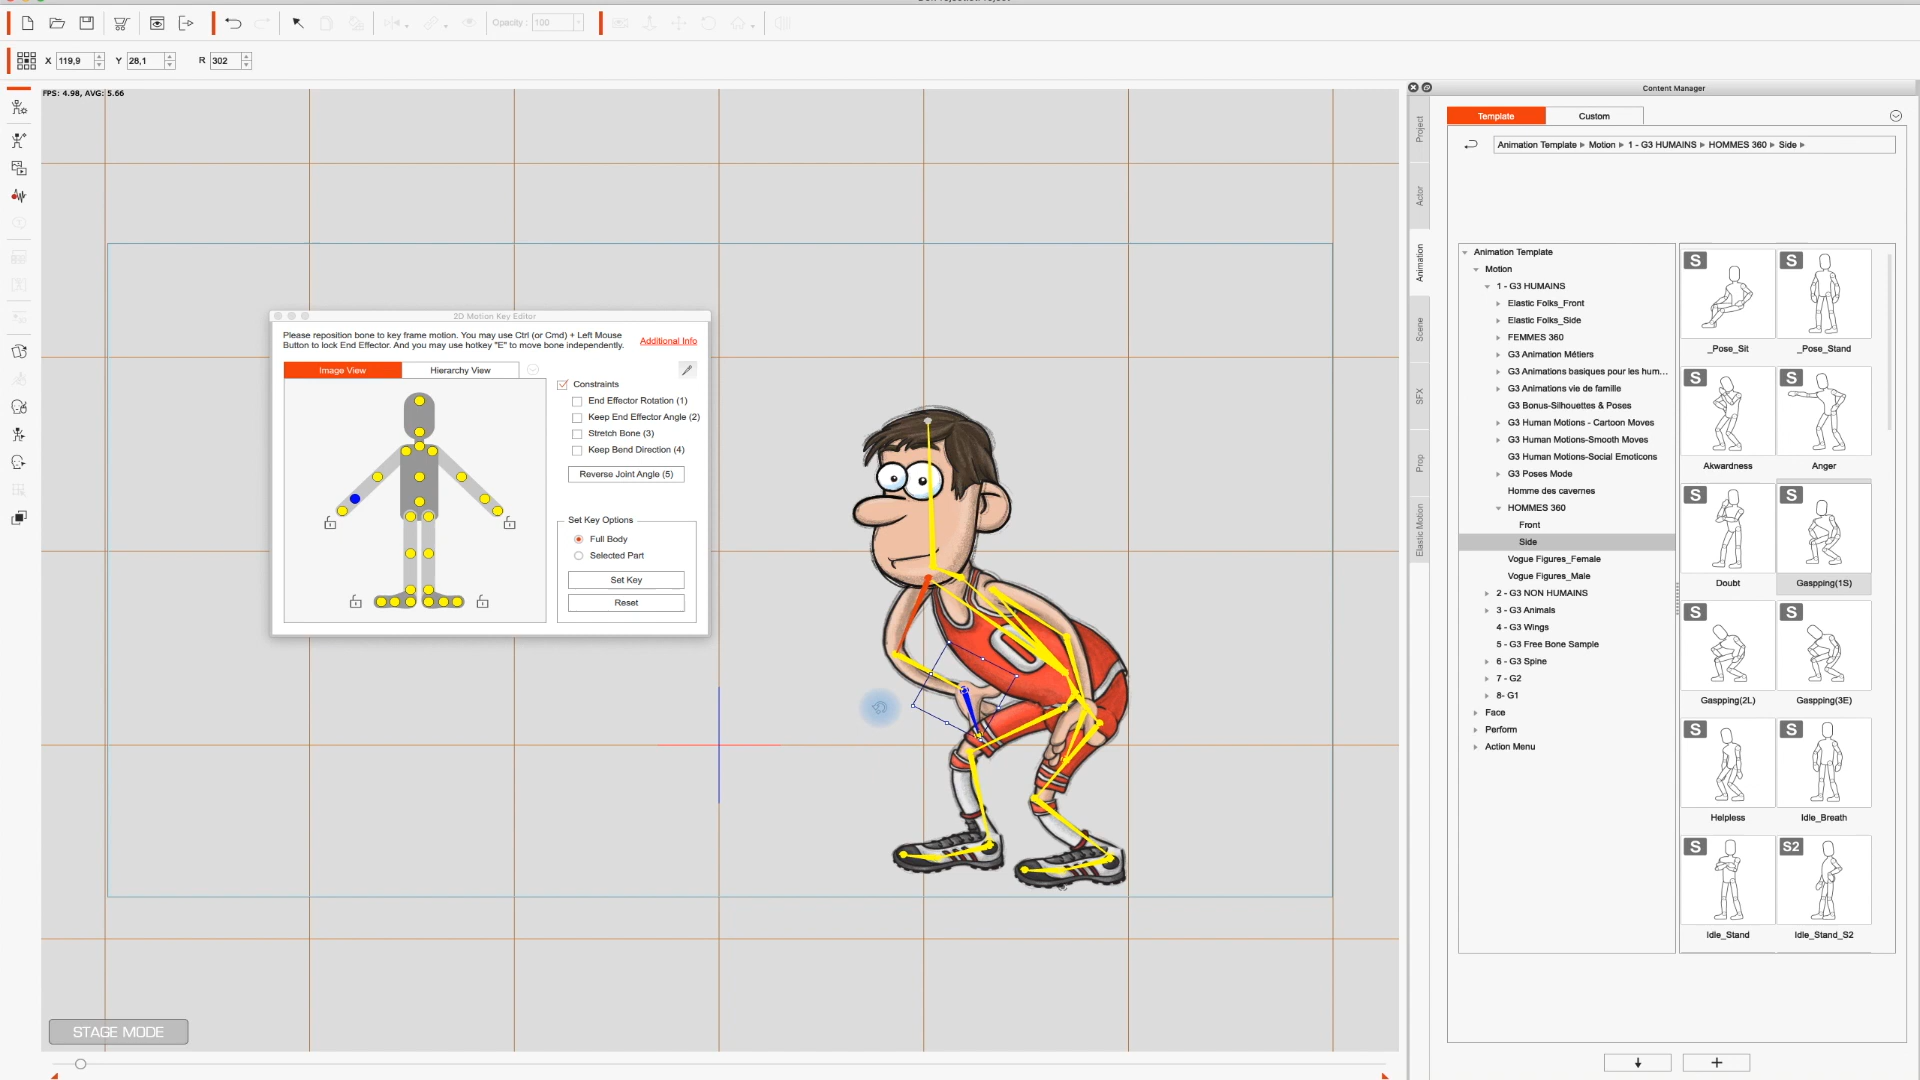 Opacity : 100
X 119,9 Y 28,1 R 302
FPS: 4.98, AVG: 5.66
STAGE MODE
2D Motion Key Editor
Please reposition bone to key frame motion. You may use Ctrl (or Cmd) + Left Mouse
Button to lock End Effector. And you may use hotkey "E" to move bone independently.
Additional Info
Image View
Hierarchy View
Constraints
End Effector Rotation (1)
Keep End Effector Angle (2)
Stretch Bone (3)
Keep Bend Direction (4)
Reverse Joint Angle (5)
Set Key Options
Full Body
Selected Part
Set Key
Reset
0
Project
Actor
Animation
Scene
SFX
Prop
Elastic Motion
Content Manager
Template
Custom
Animation Template Motion 1 - G3 HUMAINS HOMMES 360 Side
Animation Template
Motion
1 - G3 HUMAINS
Elastic Folks_Front
Elastic Folks_Side
FEMMES 360
G3 Animation Métiers
G3 Animations basiques pour les hum...
G3 Animations vie de famille
G3 Bonus-Silhouettes & Poses
G3 Human Motions - Cartoon Moves
G3 Human Motions-Smooth Moves
G3 Human Motions-Social Emoticons
G3 Poses Mode
Homme des cavernes
HOMMES 360
Front
Side
Vogue Figures_Female
Vogue Figures_Male
2 - G3 NON HUMAINS
3 - G3 Animals
4 - G3 Wings
5 - G3 Free Bone Sample
6 - G3 Spine
7 - G2
8- G1
Face
Perform
Action Menu
S S
_Pose_Sit _Pose_Stand
S S
Akwardness Anger
S S
Doubt Gaspping(1S)
S S
Gaspping(2L) Gaspping(3E)
S S
Helpless Idle_Breath
S S2
Idle_Stand Idle_Stand_S2